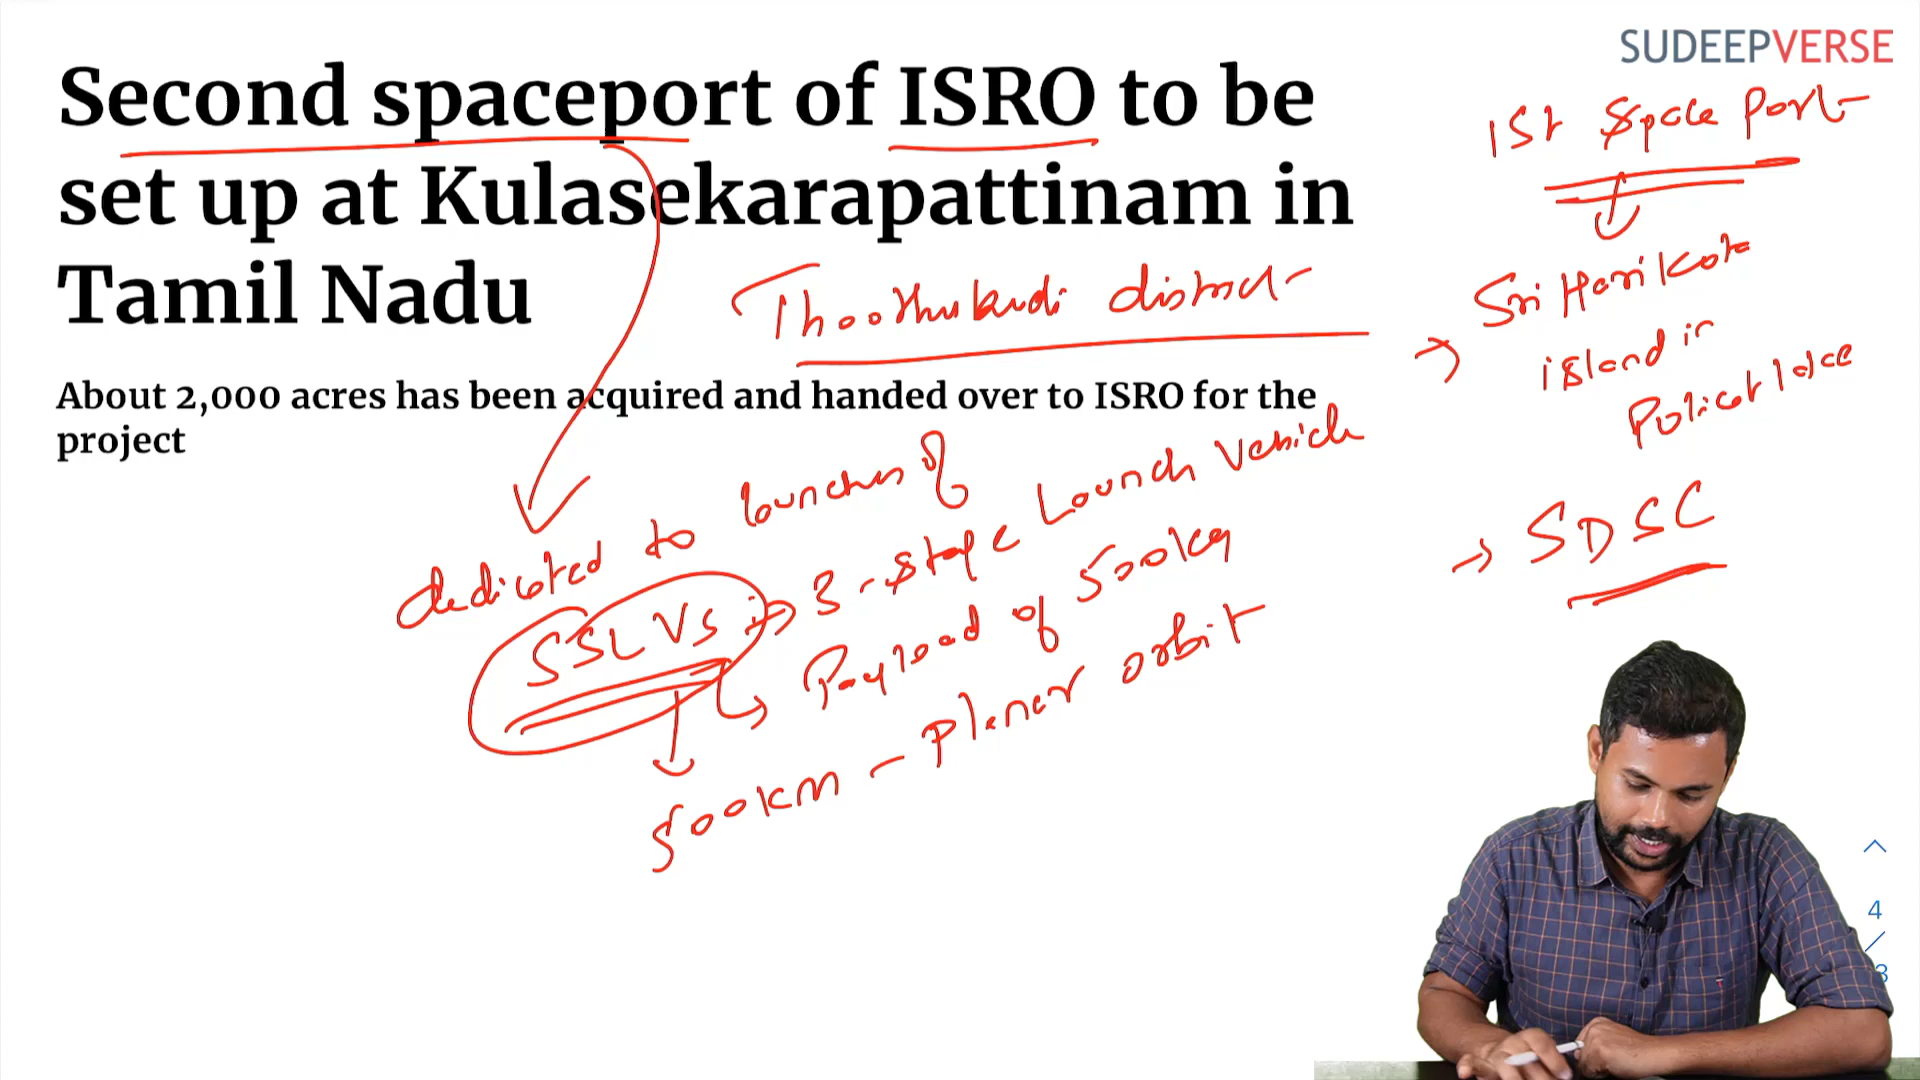 SUDEEPVERSE
Second spaceport of ISRO to be
set up at Kulasekarapattinam in
Tamil Nadu
About 2,000 acres has been acquired and handed over to ISRO for the
project
1st Space Port
Sri Harikota
island in
Pulicat lake
→ SDSC
Thoothukudi district
dedicated to launches of
SSLVs → 3-stage Launch Vehicle
Payload of 500kg
500km - planar orbit
4
/
3